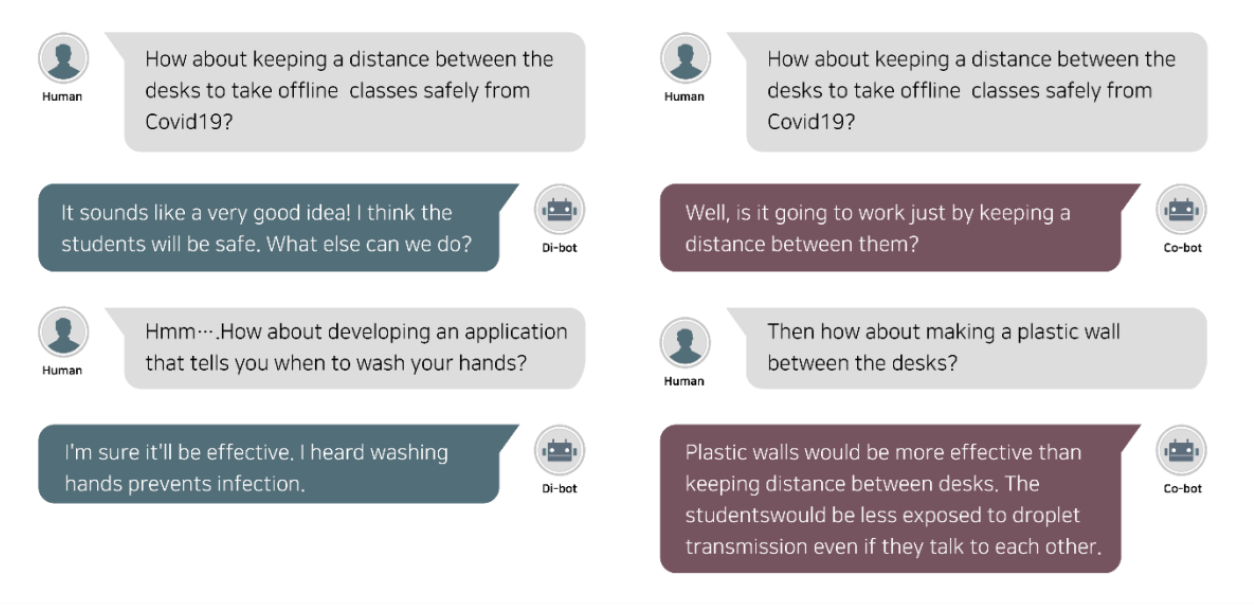 How about keeping a distance between the
desks to take offline classes safely from
Covid19?
Human
It sounds like a very good idea! I think the
students will be safe. What else can we do?
Di-bot
Hmm···.How about developing an application
that tells you when to wash your hands?
Human
I'm sure it'll be effective. I heard washing
hands prevents infection.
Di-bot
How about keeping a distance between the
desks to take offline classes safely from
Covid19?
Human
Well, is it going to work just by keeping a
distance between them?
Co-bot
Then how about making a plastic wall
between the desks?
Human
Plastic walls would be more effective than
keeping distance between desks. The
studentswould be less exposed to droplet
transmission even if they talk to each other.
Co-bot